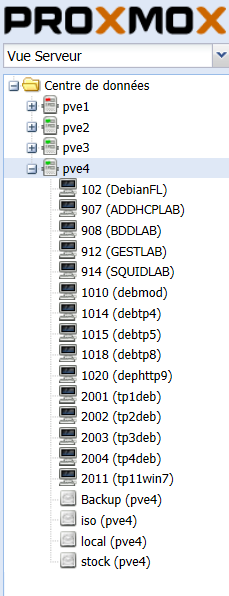 PROXMOX
Vue Serveur
Centre de données
pve1
pve2
pve3
pve4
102 (DebianFL)
907 (ADDHCPLAB)
908 (BDDLAB)
912 (GESTLAB)
914 (SQUIDLAB)
1010 (debmod)
1014 (debtp4)
1015 (debtp5)
1018 (debtp8)
1020 (dephttp9)
2001 (tp1deb)
2002 (tp2deb)
2003 (tp3deb)
2004 (tp4deb)
2011 (tp11win7)
Backup (pve4)
iso (pve4)
local (pve4)
stock (pve4)